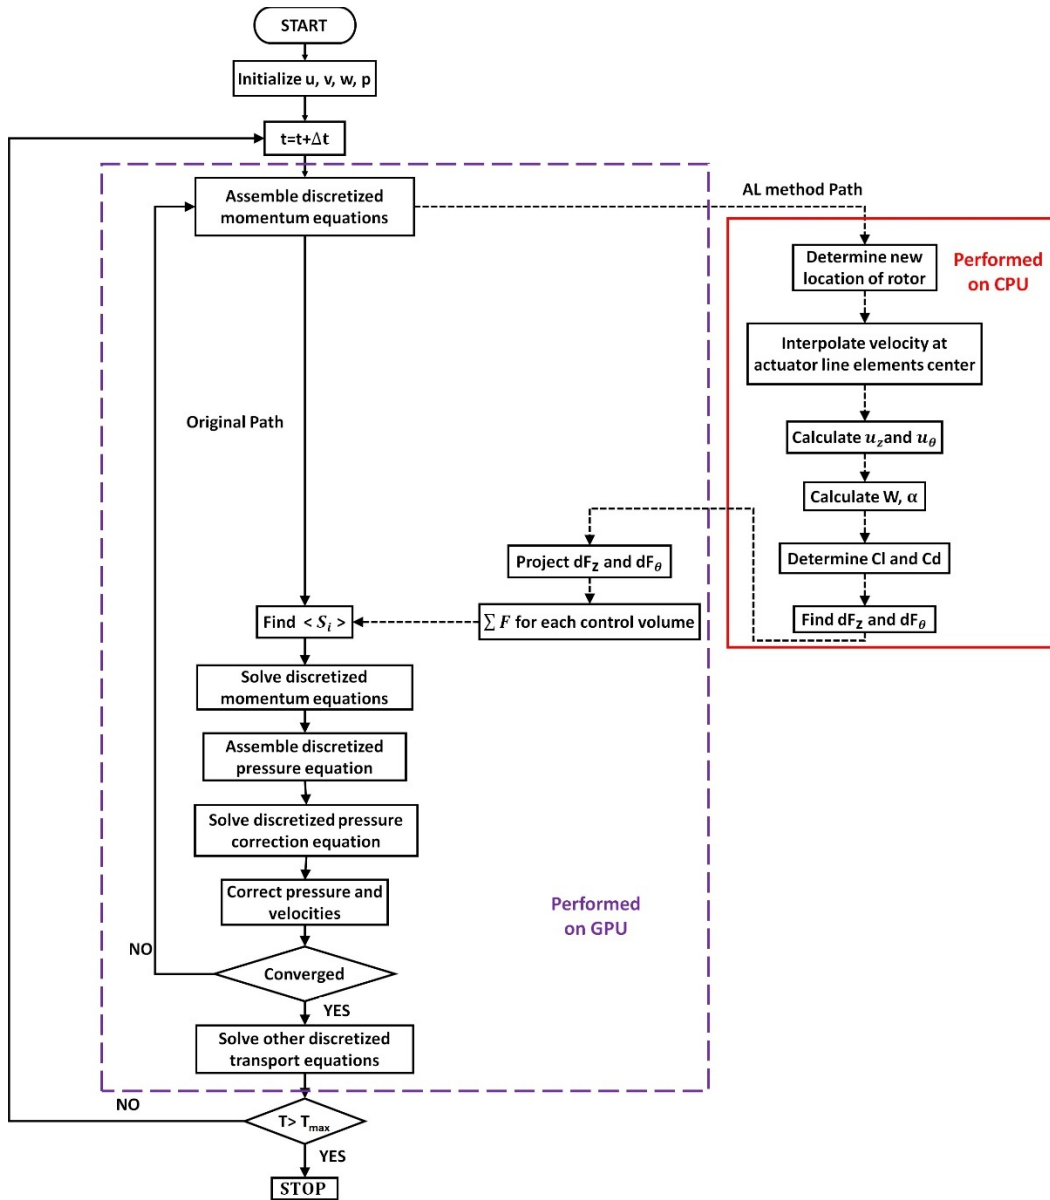 START
Initialize u, v, w, p
t=t+Δt
Assemble discretized
momentum equations
AL method Path
Performed
on CPU
Determine new
location of rotor
Interpolate velocity at
actuator line elements center
Original Path
Calculate u_z and u_θ
Calculate W, α
Determine Cl and Cd
Find dF_z and dF_θ
Project dF_z and dF_θ
∑ F for each control volume
Find < S_i >
Solve discretized
momentum equations
Assemble discretized
pressure equation
Solve discretized pressure
correction equation
Correct pressure and
velocities
Performed
on GPU
NO
Converged
YES
Solve other discretized
transport equations
NO
T> T_max
YES
STOP